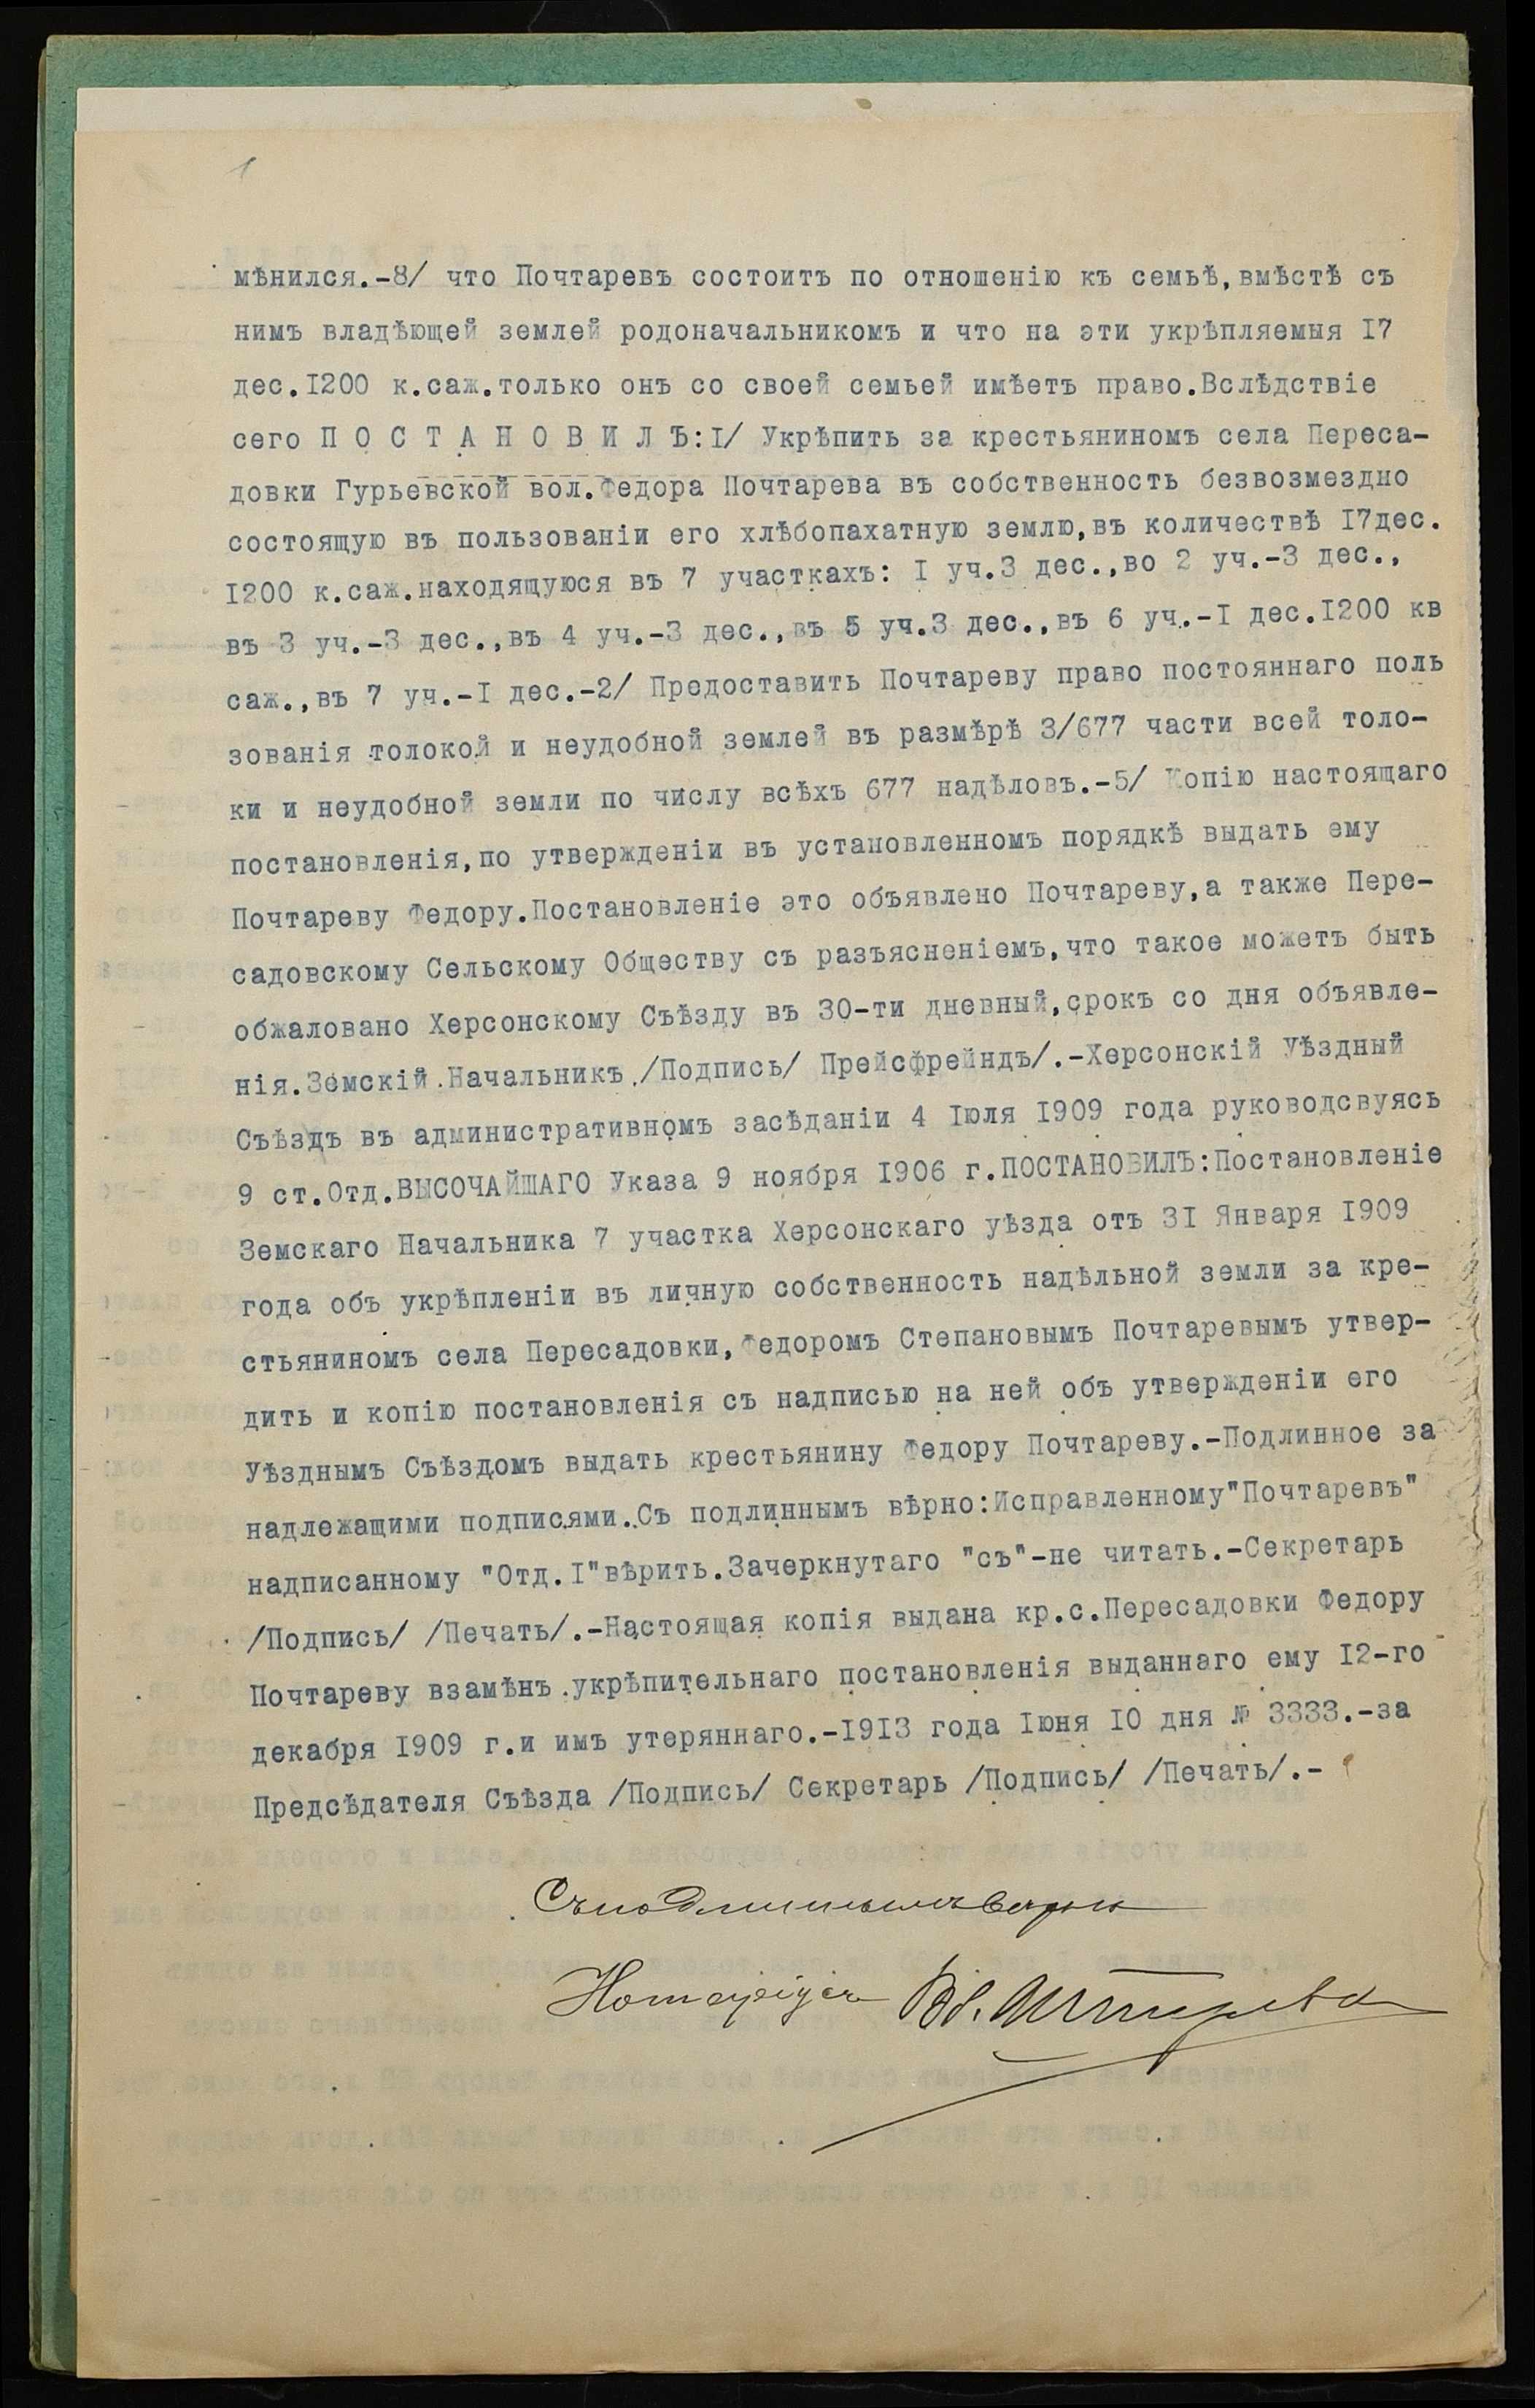 1
мѣнился.-8/ что Почтаревъ состоитъ по отношенію къ семьѣ,вмѣстѣ съ
нимъ владѣющей землей родоначальникомъ и что на эти укрѣпляемыя I7
дес.I200 к.саж.только онъ со своей семьей имѣетъ право.Вслѣдствіе
сего П О С Т А Н О В И Л Ъ:I/ Укрѣпить за крестьяниномъ села Переса-
довки Гурьевской вол.Федора Почтарева въ собственность безвозмездно
состоящую въ пользованіи его хлѣбопахатную землю,въ количествѣ I7дес.
I200 к.саж.находящуюся въ 7 участкахъ: I уч.3 дес.,во 2 уч.-3 дес.,
въ 3 уч.-3 дес.,въ 4 уч.-3 дес.,въ 5 уч.3 дес.,въ 6 уч.-I дес.I200 кв
саж.,въ 7 уч.-I дес.-2/ Предоставить Почтареву право постояннаго поль
зованія толокой и неудобной землей въ размѣрѣ 3/677 части всей толо-
ки и неудобной земли по числу всѣхъ 677 надѣловъ.-5/ Копію настоящаго
постановленія,по утвержденіи въ установленномъ порядкѣ выдать ему
Почтареву Федору.Постановленіе это объявлено Почтареву,а также Пере-
садовскому Сельскому Обществу съ разъясненіемъ,что такое можетъ быть
обжаловано Херсонскому Съѣзду въ 30-ти дневный,срокъ со дня объявле-
нія.Земскій Начальникъ /Подпись/ Прейсфрейндъ/.-Херсонскій Уѣздный
Съѣздъ въ административномъ засѣданіи 4 Iюля I909 года руководсвуясь
9 ст.Отд.ВЫСОЧАЙШАГО Указа 9 ноября I906 г.ПОСТАНОВИЛЪ:Постановленіе
Земскаго Начальника 7 участка Херсонскаго уѣзда отъ 3I Января I909
года объ укрѣпленіи въ личную собственность надѣльной земли за кре-
стьяниномъ села Пересадовки,Федоромъ Степановымъ Почтаревымъ утвер-
дить и копію постановленія съ надписью на ней объ утвержденіи его
Уѣзднымъ Съѣздомъ выдать крестьянину Федору Почтареву.-Подлинное за
надлежащими подписями.Съ подлиннымъ вѣрно:Исправленному"Почтаревъ"
надписанному "Отд.I"вѣрить.Зачеркнутаго "съ"-не читать.-Секретарь
/Подпись/ /Печать/.-Настоящая копія выдана кр.с.Пересадовки Федору
Почтареву взамѣнъ укрѣпительнаго постановленія выданнаго ему I2-го
декабря I909 г.и имъ утеряннаго.-I9I3 года Iюня I0 дня № 3333.-за
Предсѣдателя Съѣзда /Подпись/ Секретарь /Подпись/ /Печать/.-
Съ подлиннымъ вѣрно
Нотаріусъ Вл.